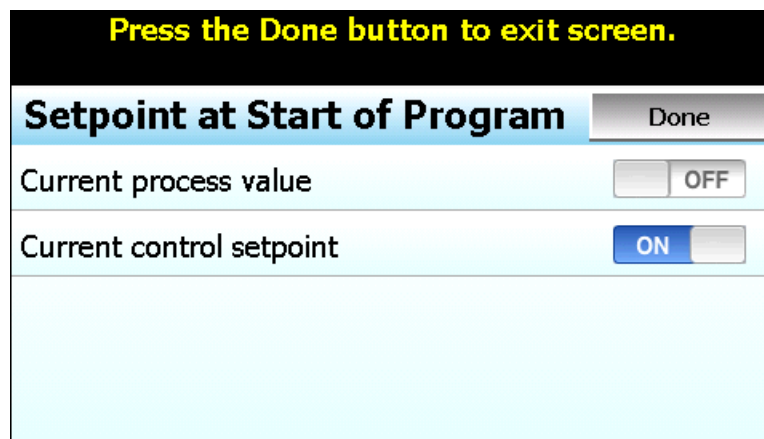 Press the Done button to exit screen.
Setpoint at Start of Program Done
Current process value OFF
Current control setpoint ON